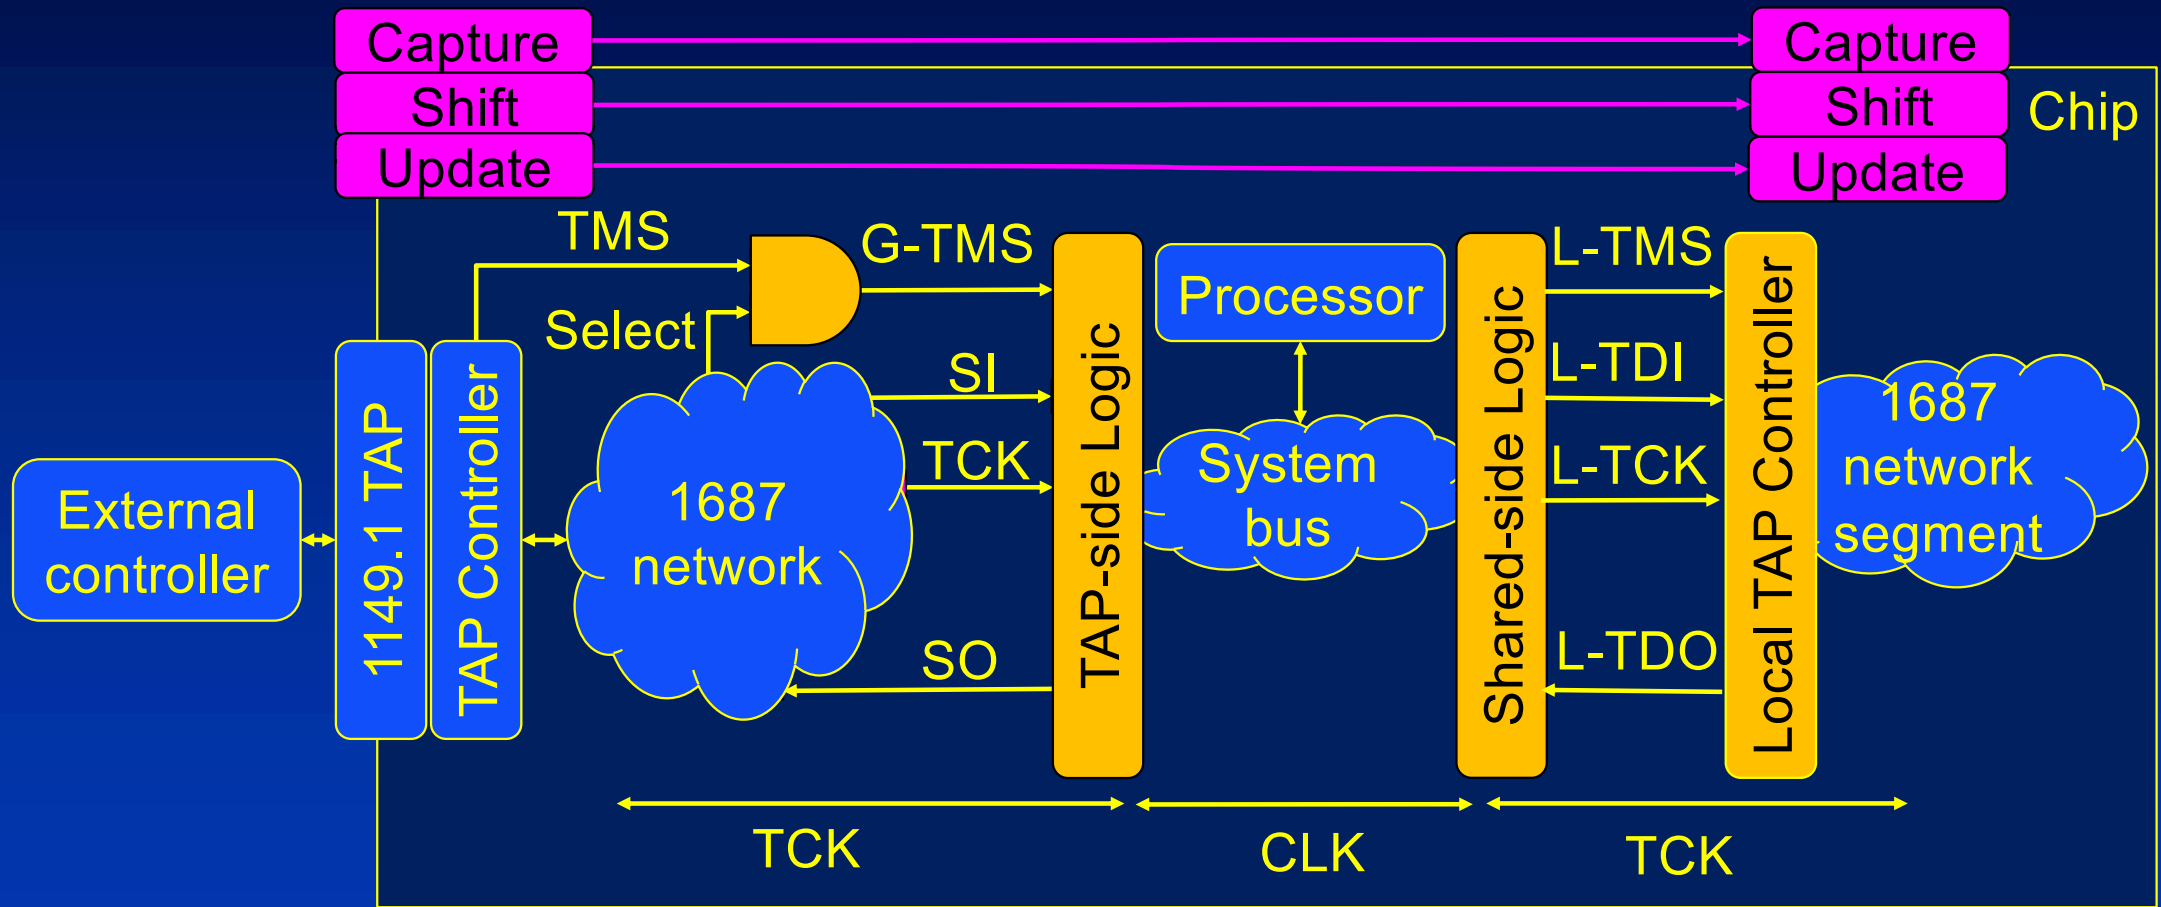 Capture
Capture
Shift
Shift
Chip
Update
Update
TMS
G-TMS
L-TMS
Select
Processor
SI
L-TDI
TCK
System
bus
L-TCK
1687
network
segment
External
controller
1149.1 TAP
TAP Controller
1687
network
TAP-side Logic
Shared-side Logic
Local TAP Controller
SO
L-TDO
TCK
CLK
TCK